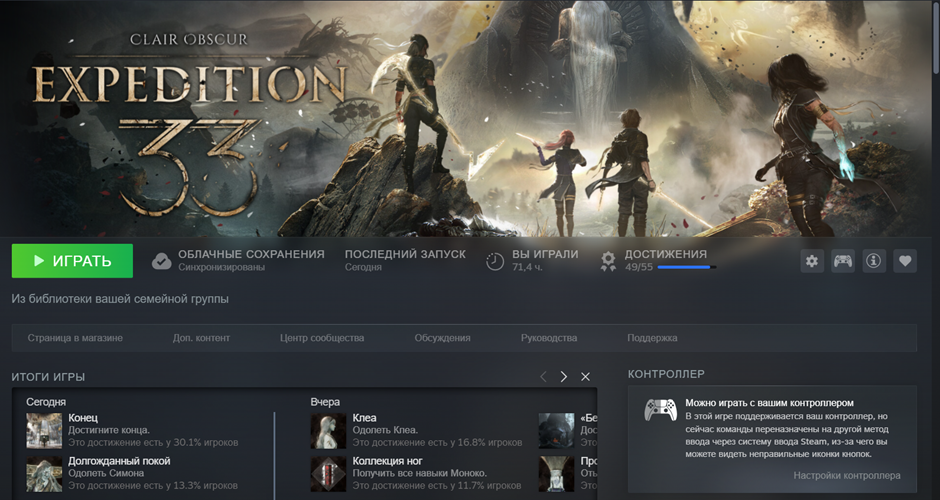 CLAIR OBSCUR
EXPEDITION
33
ИГРАТЬ
ОБЛАЧНЫЕ СОХРАНЕНИЯ
Синхронизированы
ПОСЛЕДНИЙ ЗАПУСК
Сегодня
ВЫ ИГРАЛИ
71,4 ч.
ДОСТИЖЕНИЯ
49/55
Из библиотеки вашей семейной группы
Страница в магазине
Доп. контент
Центр сообщества
Обсуждения
Руководства
Поддержка
ИТОГИ ИГРЫ
Сегодня
Конец
Достигните конца.
Это достижение есть у 30.1% игроков
Долгожданный покой
Одолеть Симона
Это достижение есть у 13.3% игроков
Вчера
Клеа
Одолеть Клеа.
Это достижение есть у 16.8% игроков
Коллекция ног
Получить все навыки Моноко.
Это достижение есть у 11.7% игроков
«Бе
Дос
Это
Про
Отъ
Это
КОНТРОЛЛЕР
Можно играть с вашим контроллером
В этой игре поддерживается ваш контроллер, но
сейчас команды переназначены на другой метод
ввода через систему ввода Steam, из-за чего вы
можете видеть неправильные иконки кнопок.
Настройки контроллера